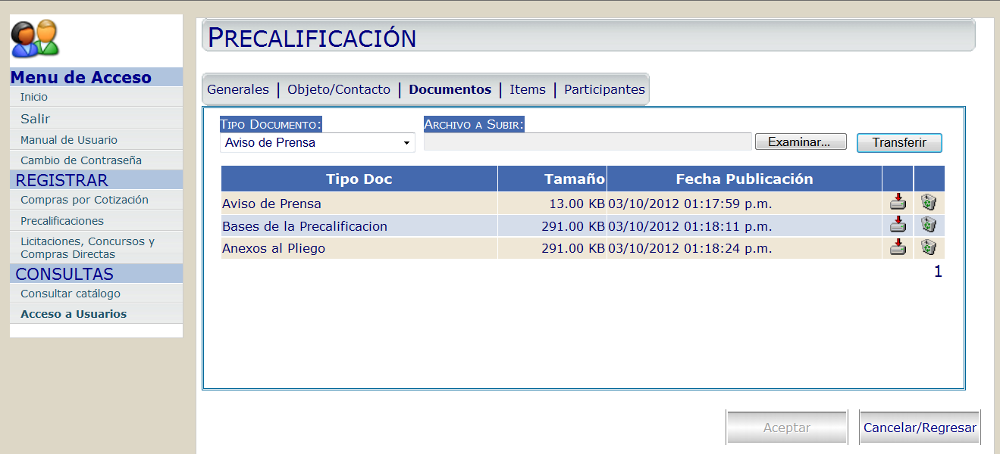 PRECALIFICACIÓN
Menu de Acceso
Inicio
Salir
Manual de Usuario
Cambio de Contraseña
REGISTRAR
Compras por Cotización
Precalificaciones
Licitaciones, Concursos y
Compras Directas
CONSULTAS
Consultar catálogo
Acceso a Usuarios
Generales | Objeto/Contacto | Documentos | Items | Participantes
TIPO DOCUMENTO: ARCHIVO A SUBIR:
Aviso de Prensa Examinar... Transferir
Tipo Doc Tamaño Fecha Publicación
Aviso de Prensa 13.00 KB 03/10/2012 01:17:59 p.m.
Bases de la Precalificacion 291.00 KB 03/10/2012 01:18:11 p.m.
Anexos al Pliego 291.00 KB 03/10/2012 01:18:24 p.m.
1
Aceptar Cancelar/Regresar